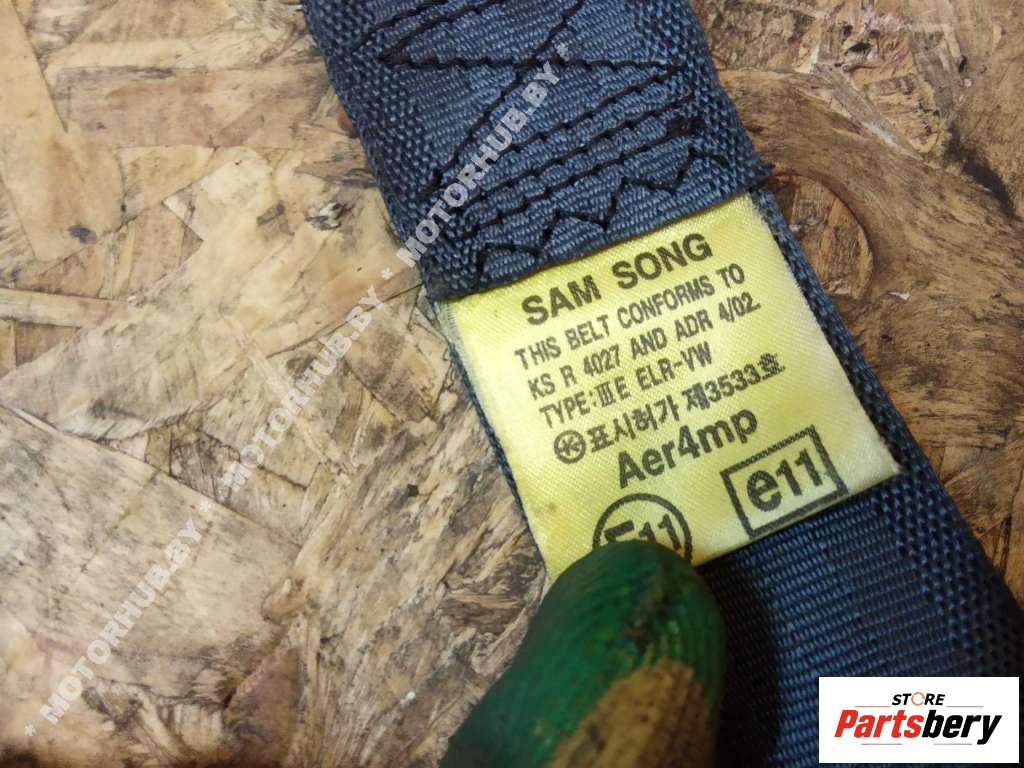 SAM SONG
THIS BELT CONFORMS TO
KS R 4027 AND ADR 4/02
TYPE:ⅢE ELR-VW
㉿표시허가 제3533호
Aer4mp
E11
e11
* MOTORHUB.BY * MOTORHUB.BY * MOTORHUB.BY *
STORE
Partsbery